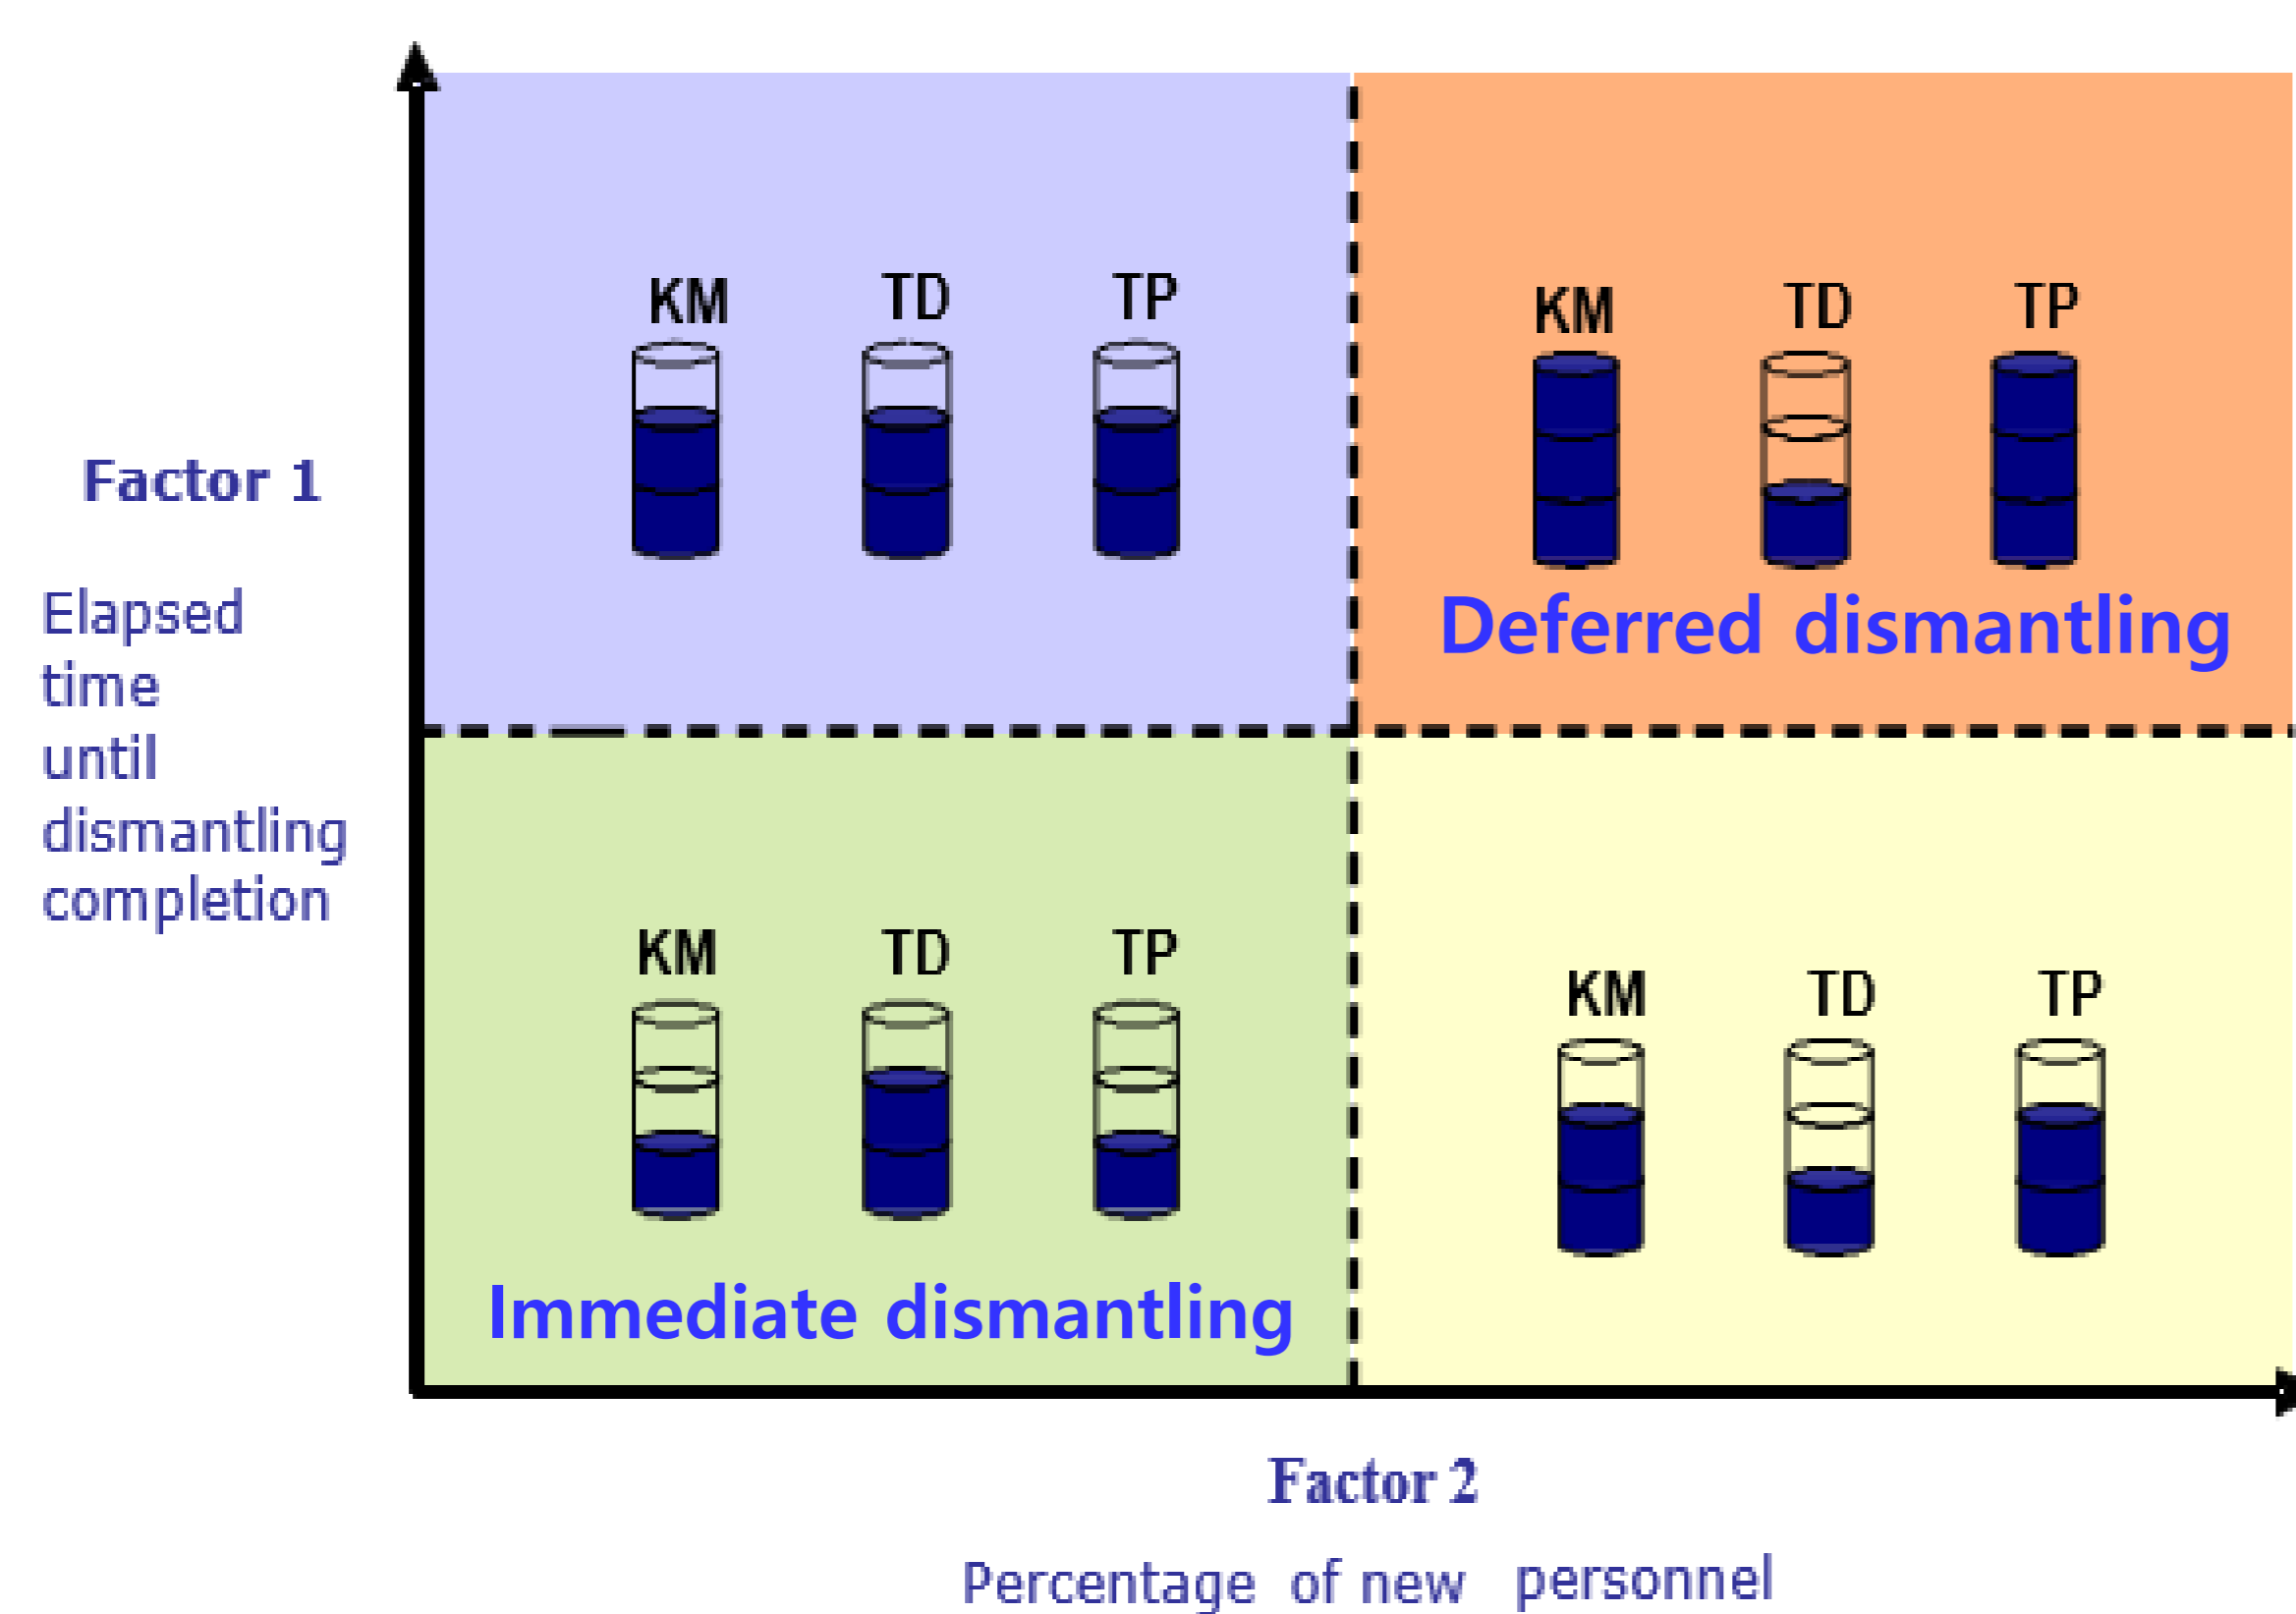 KM TD TP
KM TD TP
Factor 1
Elapsed
time
until
dismantling
completion
Deferred dismantling
KM TD TP
KM TD TP
Immediate dismantling
Factor 2
Percentage of new personnel